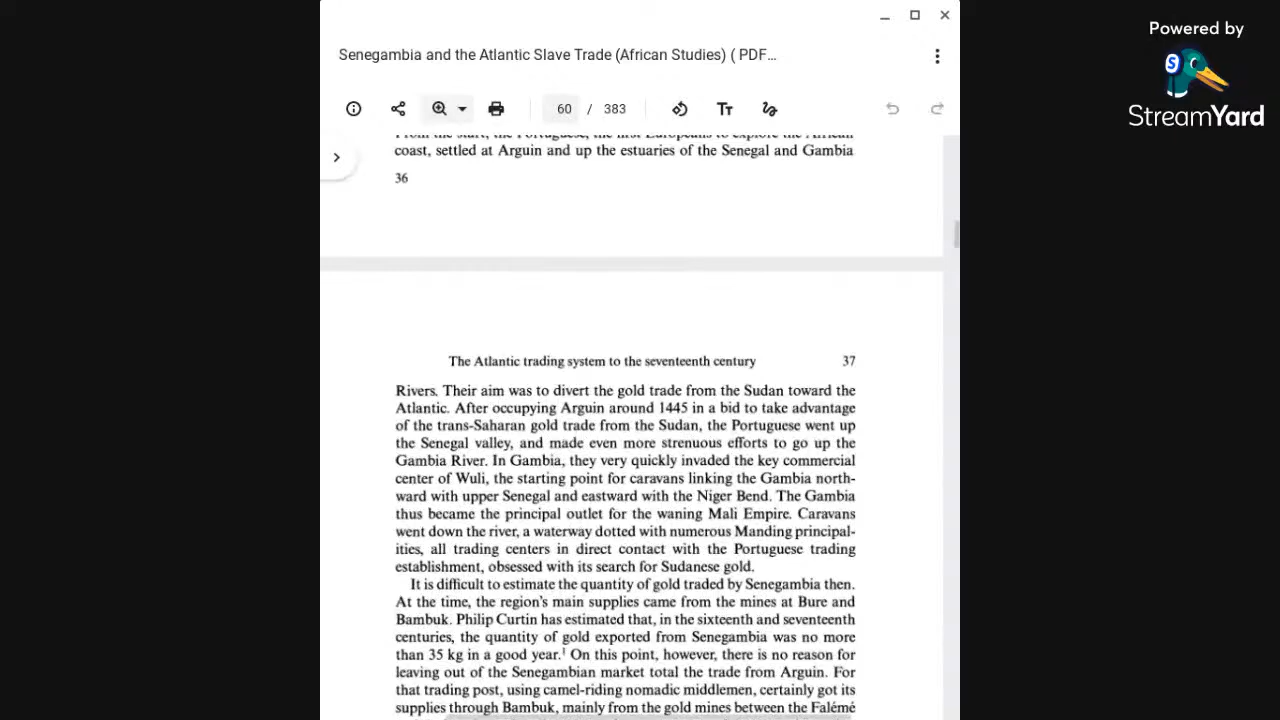 Powered by
StreamYard
Senegambia and the Atlantic Slave Trade (African Studies) ( PDF...
60 / 383
From the start, the Portuguese, the first Europeans to explore the African
coast, settled at Arguin and up the estuaries of the Senegal and Gambia
36
The Atlantic trading system to the seventeenth century 37
Rivers. Their aim was to divert the gold trade from the Sudan toward the
Atlantic. After occupying Arguin around 1445 in a bid to take advantage
of the trans-Saharan gold trade from the Sudan, the Portuguese went up
the Senegal valley, and made even more strenuous efforts to go up the
Gambia River. In Gambia, they very quickly invaded the key commercial
center of Wuli, the starting point for caravans linking the Gambia north-
ward with upper Senegal and eastward with the Niger Bend. The Gambia
thus became the principal outlet for the waning Mali Empire. Caravans
went down the river, a waterway dotted with numerous Manding principal-
ities, all trading centers in direct contact with the Portuguese trading
establishment, obsessed with its search for Sudanese gold.
It is difficult to estimate the quantity of gold traded by Senegambia then.
At the time, the region's main supplies came from the mines at Bure and
Bambuk. Philip Curtin has estimated that, in the sixteenth and seventeenth
centuries, the quantity of gold exported from Senegambia was no more
than 35 kg in a good year.¹ On this point, however, there is no reason for
leaving out of the Senegambian market total the trade from Arguin. For
that trading post, using camel-riding nomadic middlemen, certainly got its
supplies through Bambuk, mainly from the gold mines between the Falémé